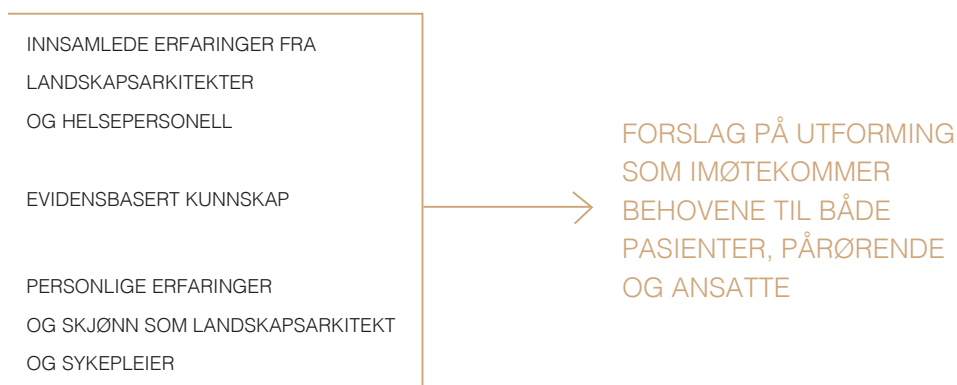 INNSAMLEDE ERFARINGER FRA
LANDSKAPSARKITEKTER
OG HELSEPERSONELL
EVIDENSBASERT KUNNSKAP
PERSONLIGE ERFARINGER
OG SKJØNN SOM LANDSKAPSARKITEKT
OG SYKEPLEIER
FORSLAG PÅ UTFORMING
SOM IMØTEKOMMER
BEHOVENE TIL BÅDE
PASIENTER, PÅRØRENDE
OG ANSATTE